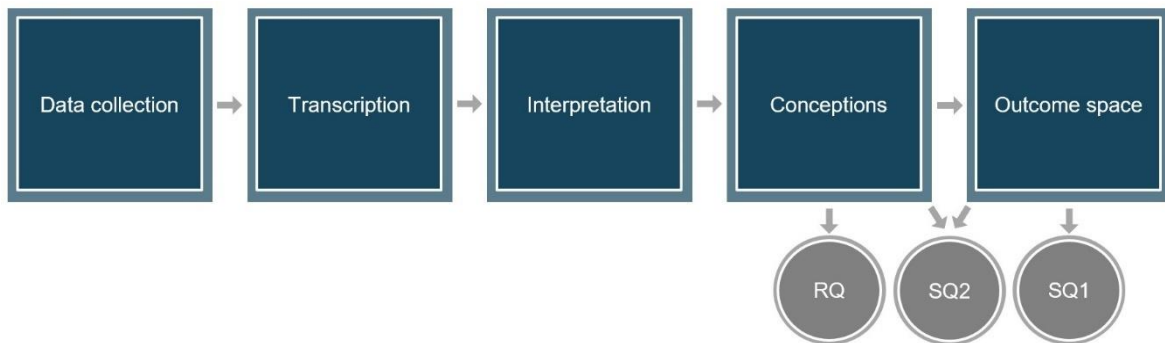 Data collection
Transcription
Interpretation
Conceptions
Outcome space
RQ
SQ2
SQ1